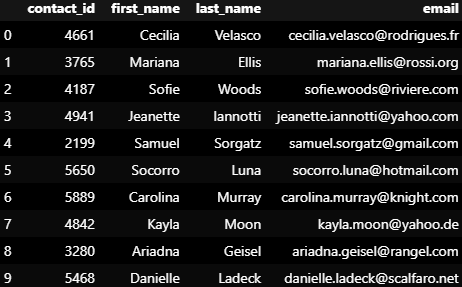 contact_id first_name last_name email
0 4661 Cecilia Velasco cecilia.velasco@rodrigues.fr
1 3765 Mariana Ellis mariana.ellis@rossi.org
2 4187 Sofie Woods sofie.woods@riviere.com
3 4941 Jeanette Iannotti jeanette.iannotti@yahoo.com
4 2199 Samuel Sorgatz samuel.sorgatz@gmail.com
5 5650 Socorro Luna socorro.luna@hotmail.com
6 5889 Carolina Murray carolina.murray@knight.com
7 4842 Kayla Moon kayla.moon@yahoo.de
8 3280 Ariadna Geisel ariadna.geisel@rangel.com
9 5468 Danielle Ladeck danielle.ladeck@scalfaro.net